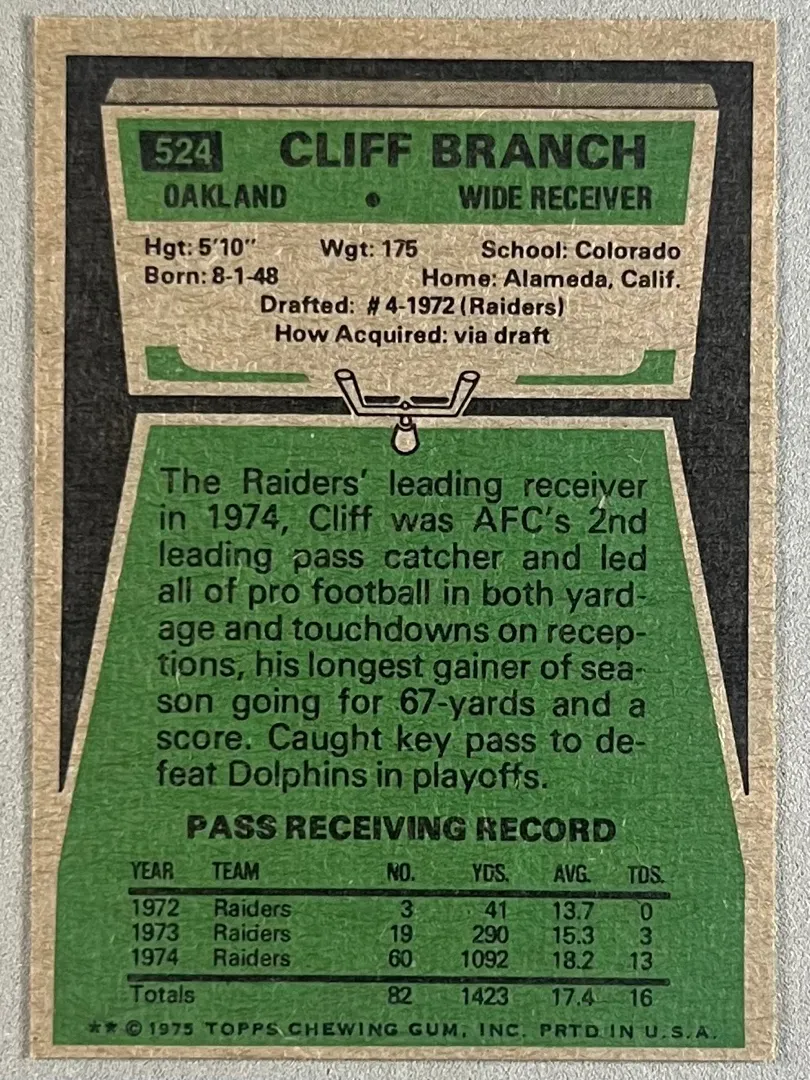 524 CLIFF BRANCH
OAKLAND • WIDE RECEIVER
Hgt: 5'10" Wgt: 175 School: Colorado
Born: 8-1-48 Home: Alameda, Calif.
Drafted: #4-1972 (Raiders)
How Acquired: via draft
The Raiders' leading receiver
in 1974, Cliff was AFC's 2nd
leading pass catcher and led
all of pro football in both yard-
age and touchdowns on recep-
tions, his longest gainer of sea-
son going for 67-yards and a
score. Caught key pass to de-
feat Dolphins in playoffs.
PASS RECEIVING RECORD
YEAR TEAM NO. YDS. AVG. TDS.
1972 Raiders 3 41 13.7 0
1973 Raiders 19 290 15.3 3
1974 Raiders 60 1092 18.2 13
Totals 82 1423 17.4 16
** © 1975 TOPPS CHEWING GUM, INC. PRTD IN U.S.A.